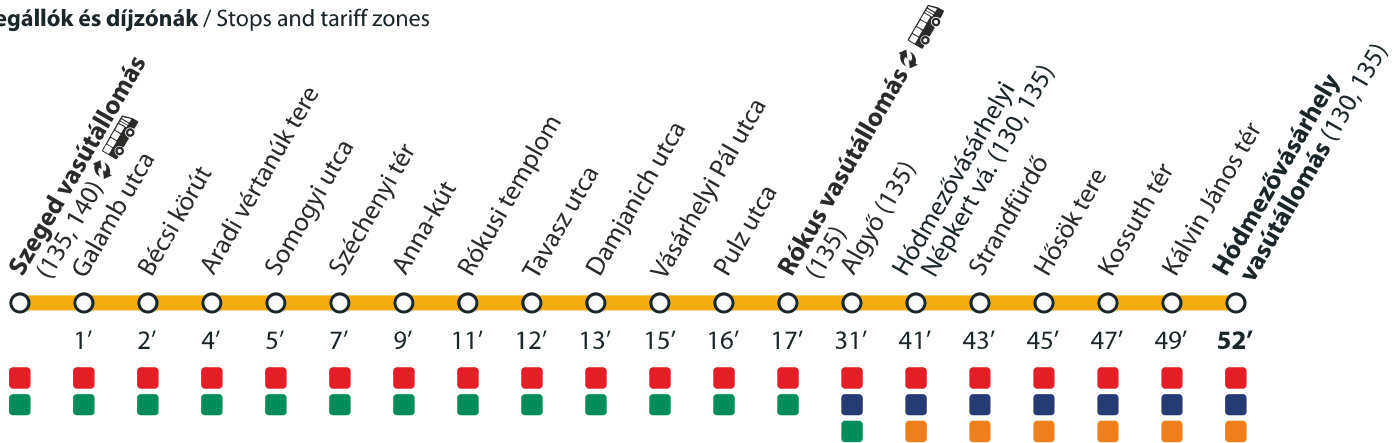 egállók és díjzónák / Stops and tariff zones
Szeged vasútállomás
(135, 140)
Galamb utca
Bécsi körút
Aradi vértanúk tere
Somogyi utca
Széchenyi tér
Anna-kút
Rókusi templom
Tavasz utca
Damjanich utca
Vásárhelyi Pál utca
Pulz utca
Rókus vasútállomás
(135)
Algyő (135)
Hódmezővásárhelyi
Népkert vá. (130, 135)
Strandfürdő
Hősök tere
Kossuth tér
Kálvin János tér
Hódmezővásárhely
vasútállomás (130, 135)
1’ 2’ 4’ 5’ 7’ 9’ 11’ 12’ 13’ 15’ 16’ 17’ 31’ 41’ 43’ 45’ 47’ 49’ 52’